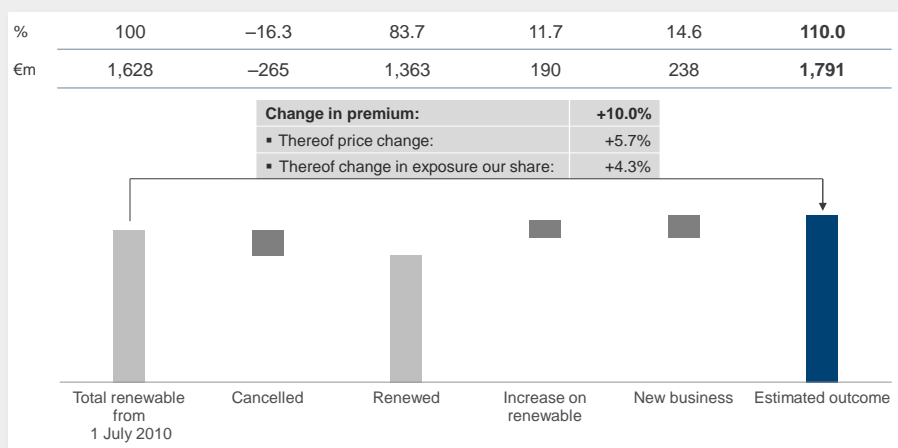 % 100 –16.3 83.7 11.7 14.6 110.0
€m 1,628 –265 1,363 190 238 1,791
Change in premium: +10.0%
▪ Thereof price change: +5.7%
▪ Thereof change in exposure our share: +4.3%
Total renewable
from
1 July 2010
Cancelled
Renewed
Increase on
renewable
New business
Estimated outcome